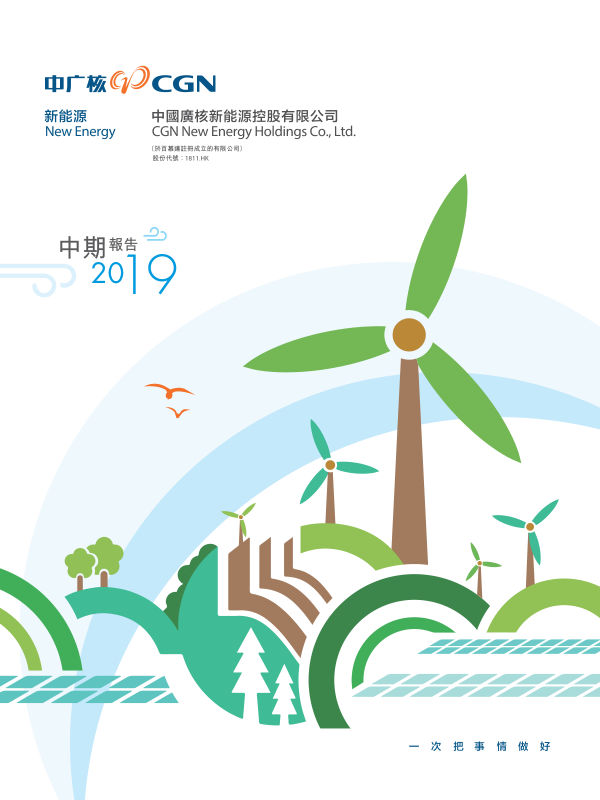 中广核 CGN
新能源 中國廣核新能源控股有限公司
New Energy CGN New Energy Holdings Co., Ltd.
(於百慕達註冊成立的有限公司)
股份代號：1811.HK
中期報告
2019
一次把事情做好